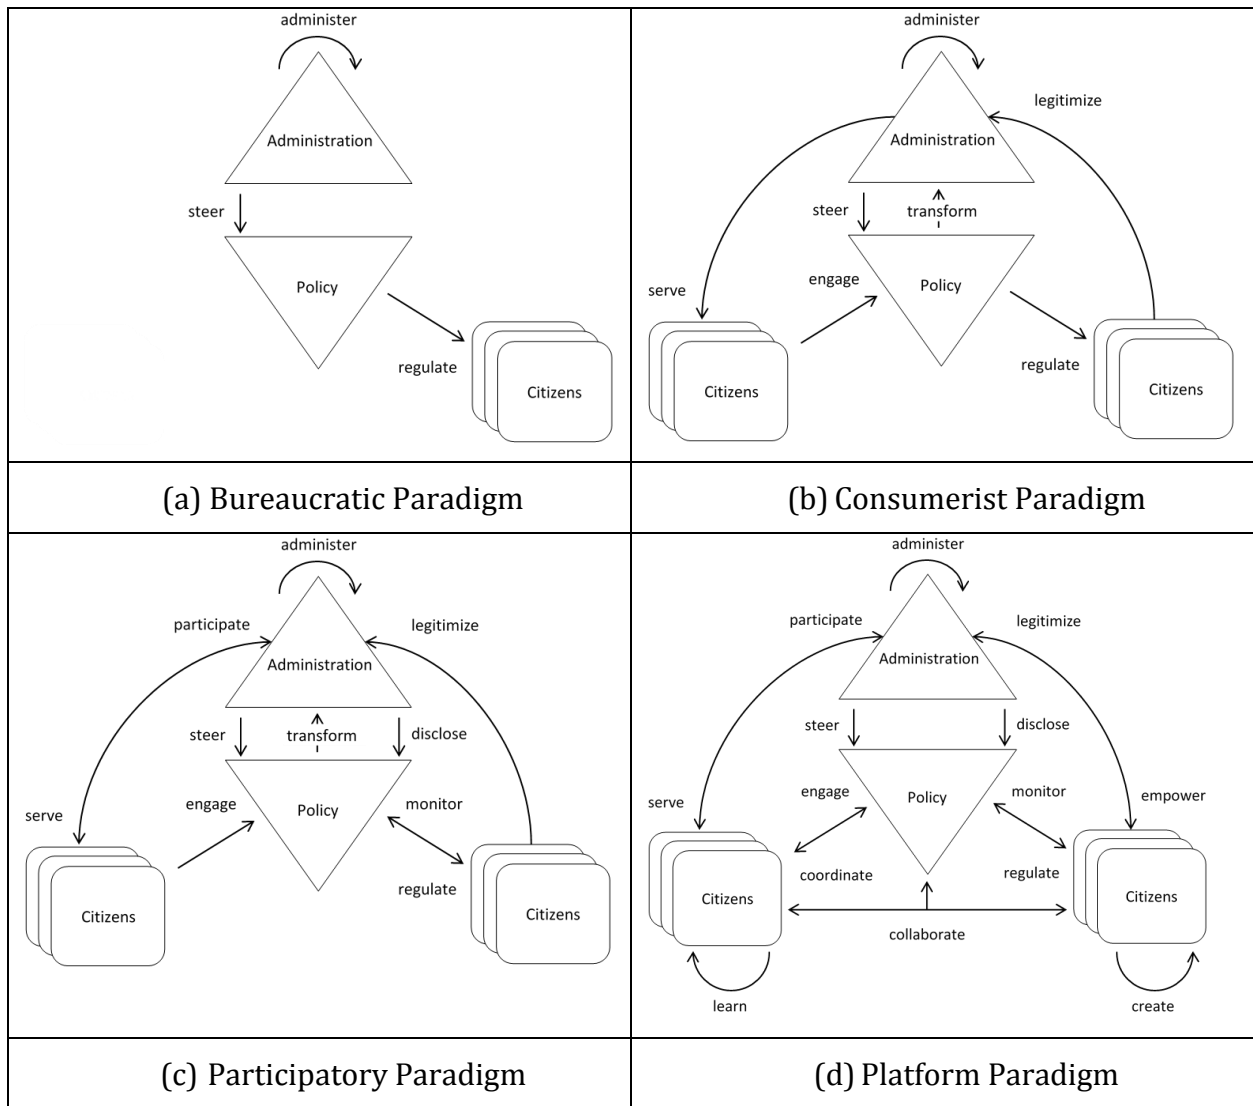 administer
Administration
steer
Policy
regulate
Citizens
(a) Bureaucratic Paradigm
administer
legitimize
Administration
steer
transform
engage
Policy
serve
regulate
Citizens
Citizens
(b) Consumerist Paradigm
administer
participate
legitimize
Administration
steer
transform
disclose
engage
Policy
monitor
serve
regulate
Citizens
Citizens
(c) Participatory Paradigm
administer
participate
legitimize
Administration
steer
disclose
engage
Policy
monitor
serve
empower
coordinate
regulate
Citizens
Citizens
collaborate
learn
create
(d) Platform Paradigm